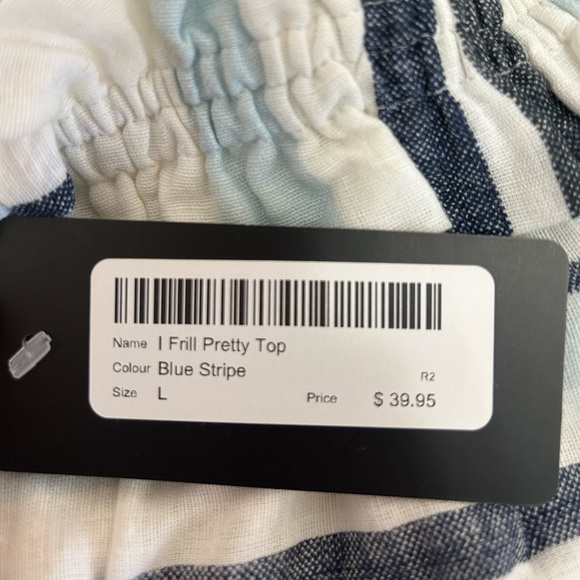 Name I Frill Pretty Top
Colour Blue Stripe
R2
Size L Price $ 39.95